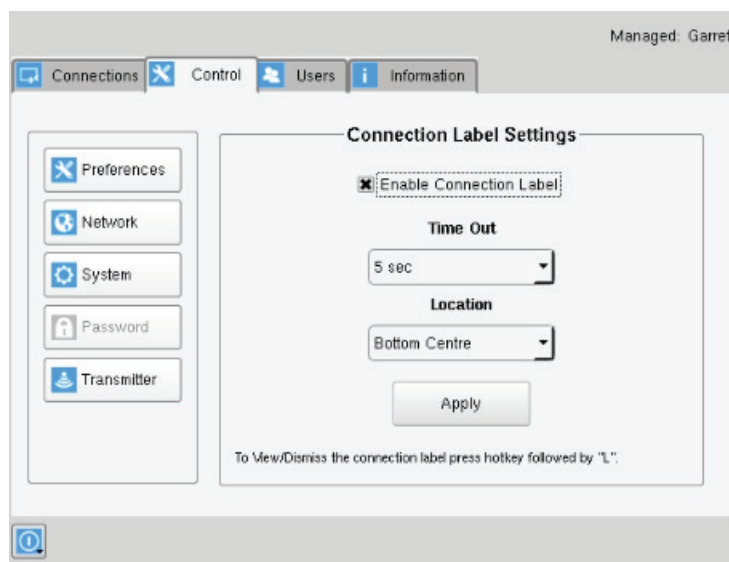 Managed: Garret
Connections
Control
Users
Information
Preferences
Network
System
Password
Transmitter
Connection Label Settings
Enable Connection Label
Time Out
5 sec
Location
Bottom Centre
Apply
To View/Dismiss the connection label press hotkey followed by "L".